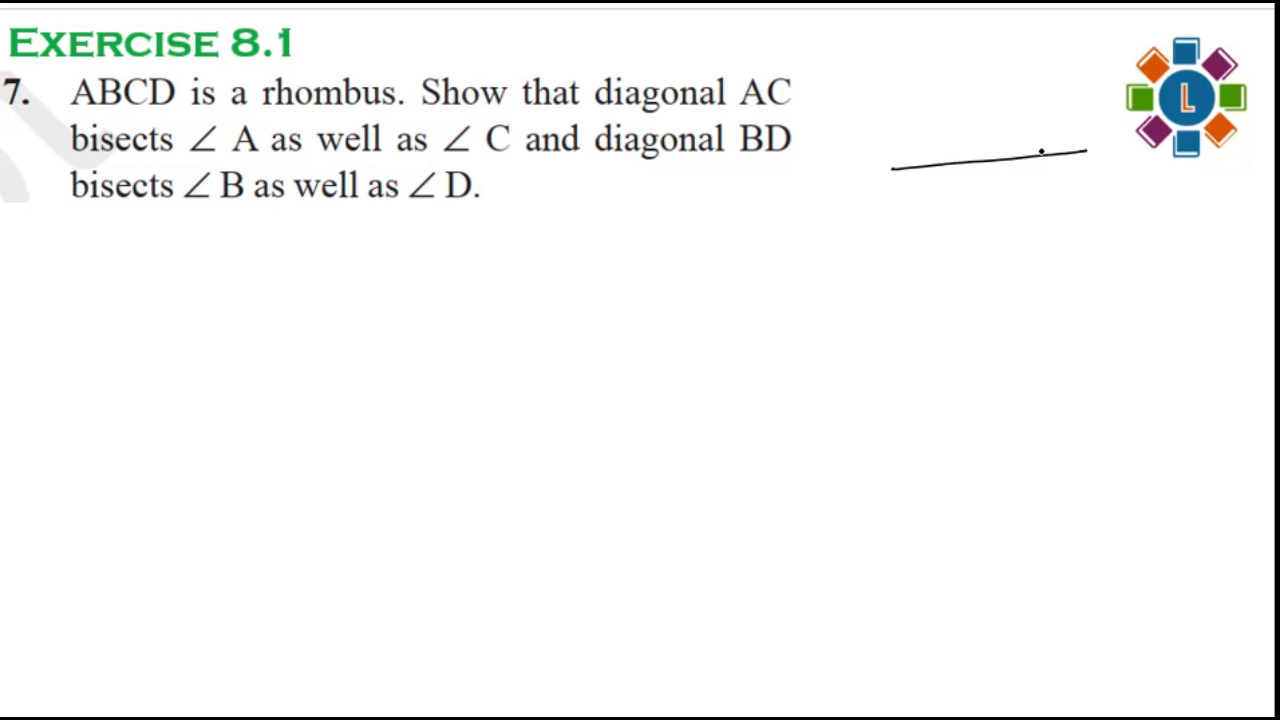 EXERCISE 8.1
7. ABCD is a rhombus. Show that diagonal AC
bisects ∠ A as well as ∠ C and diagonal BD
bisects ∠ B as well as ∠ D.
L